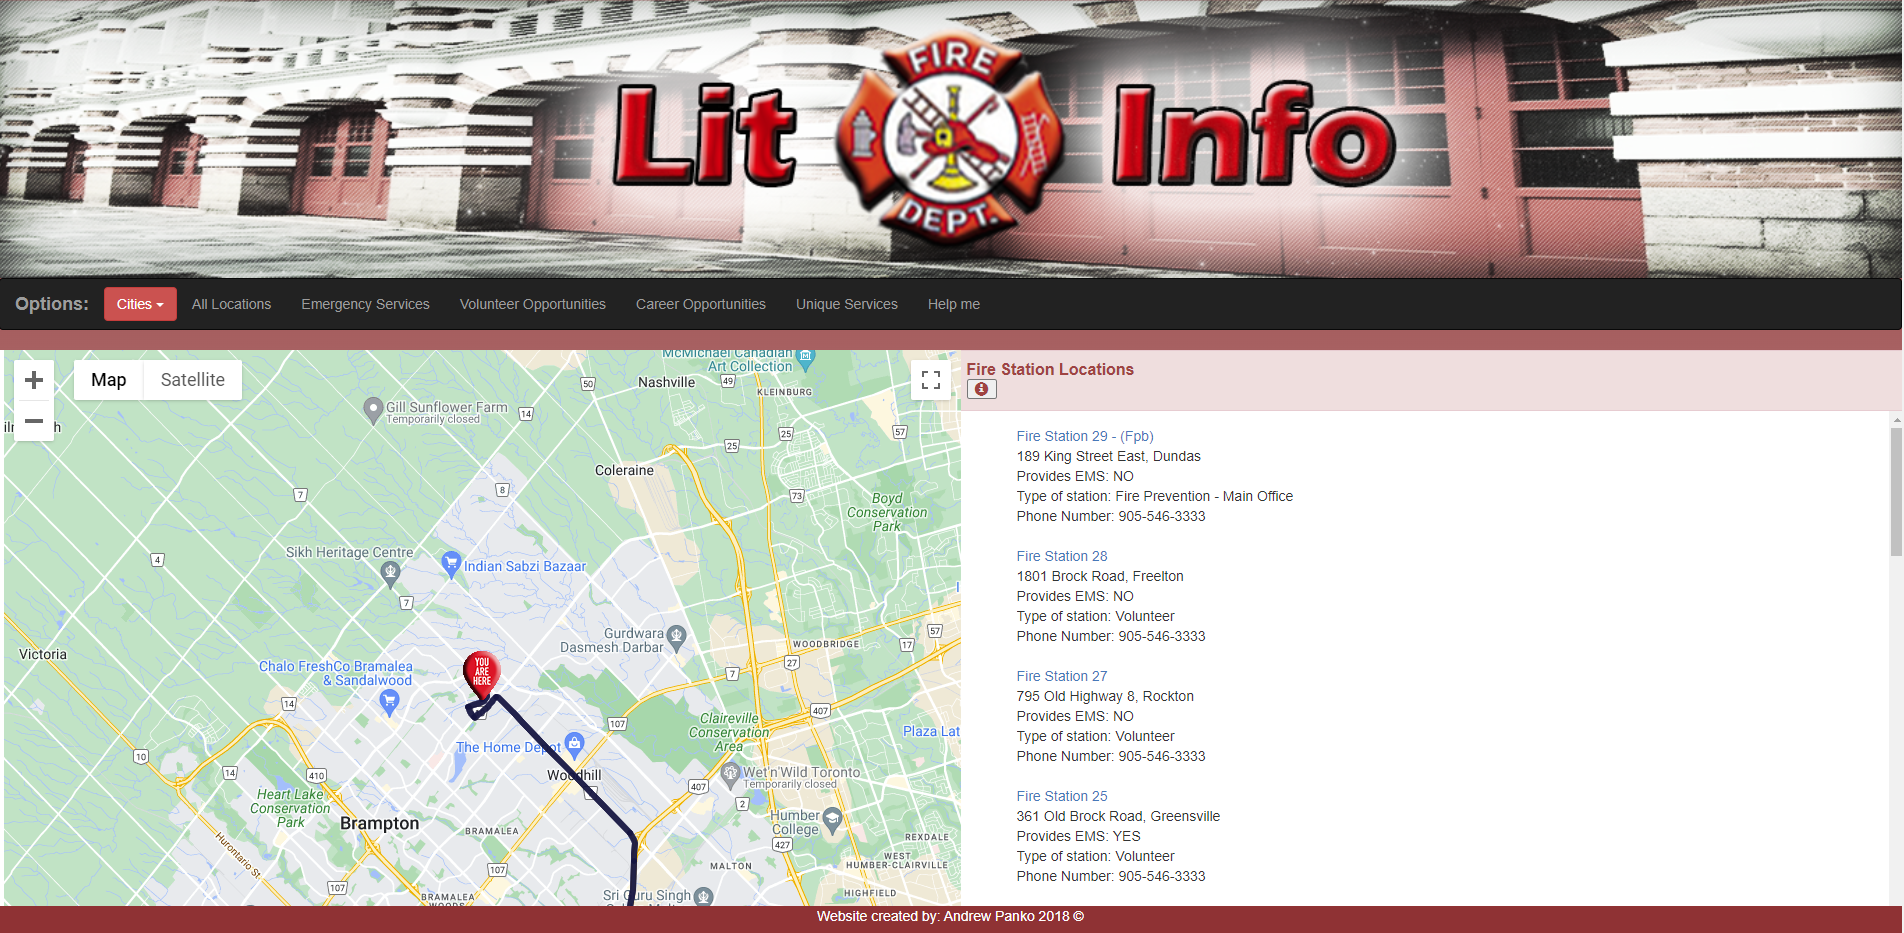 Lit
FIRE
DEPT.
Info
Options:
Cities
All Locations
Emergency Services
Volunteer Opportunities
Career Opportunities
Unique Services
Help me
Map
Satellite
McMichael Canadian
Art Collection
Nashville
49
50
KLEINBURG
Gill Sunflower Farm
Temporarily closed
14
25
57
25
Coleraine
8
7
73
Boyd
Conservation
Park
4
Sikh Heritage Centre
Indian Sabzi Bazaar
7
Gurdwara
Dasmesh Darbar
57
17
WOODBRIDGE
27
Victoria
YOU
ARE
HERE
Chalo FreshCo Bramalea
& Sandalwood
7
14
407
107
Claireville
Conservation
Area
Plaza Lat
The Home Depot
10
14
410
Woodhill
Wet'n'Wild Toronto
Temporarily closed
407
2
Heart Lake
Conservation
Park
Brampton
BRAMALEA
Humber
College
REXDALE
427
Hurontario St
107
MALTON
WEST
HUMBER-CLAIRVILLE
107
BRAMALEA
WOODS
Sri Guru Singh
HIGHFIELD
Fire Station Locations
Fire Station 29 - (Fpb)
189 King Street East, Dundas
Provides EMS: NO
Type of station: Fire Prevention - Main Office
Phone Number: 905-546-3333
Fire Station 28
1801 Brock Road, Freelton
Provides EMS: NO
Type of station: Volunteer
Phone Number: 905-546-3333
Fire Station 27
795 Old Highway 8, Rockton
Provides EMS: NO
Type of station: Volunteer
Phone Number: 905-546-3333
Fire Station 25
361 Old Brock Road, Greensville
Provides EMS: YES
Type of station: Volunteer
Phone Number: 905-546-3333
Website created by: Andrew Panko 2018 ©